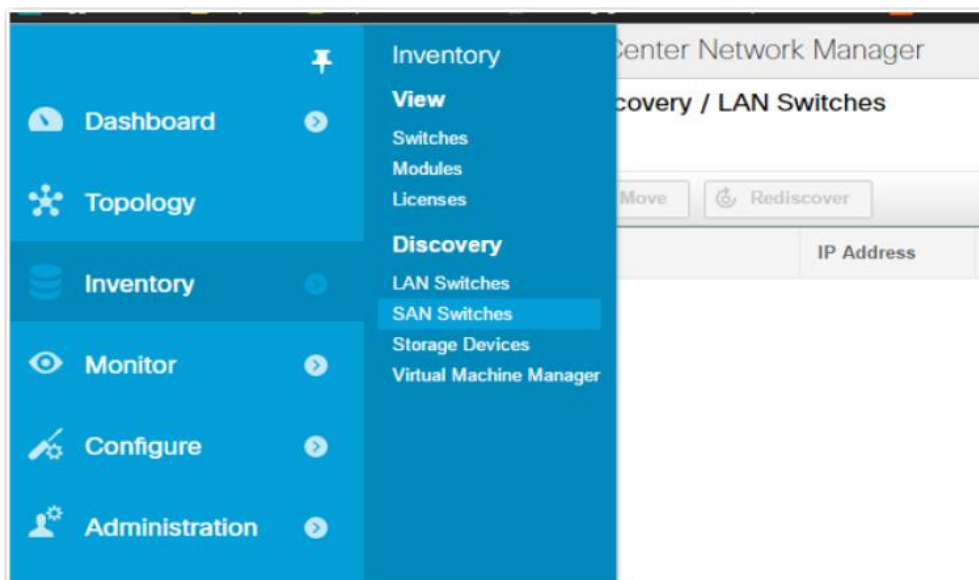 Dashboard
Topology
Inventory
Monitor
Configure
Administration
Inventory
View
Switches
Modules
Licenses
Discovery
LAN Switches
SAN Switches
Storage Devices
Virtual Machine Manager
Center Network Manager
covery / LAN Switches
Move
Rediscover
IP Address